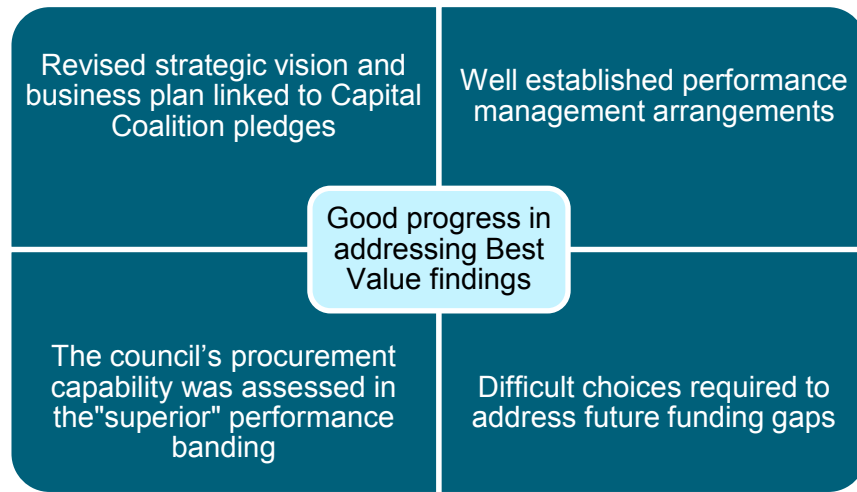 Revised strategic vision and
business plan linked to Capital
Coalition pledges
Well established performance
management arrangements
Good progress in
addressing Best
Value findings
The council's procurement
capability was assessed in
the"superior" performance
banding
Difficult choices required to
address future funding gaps